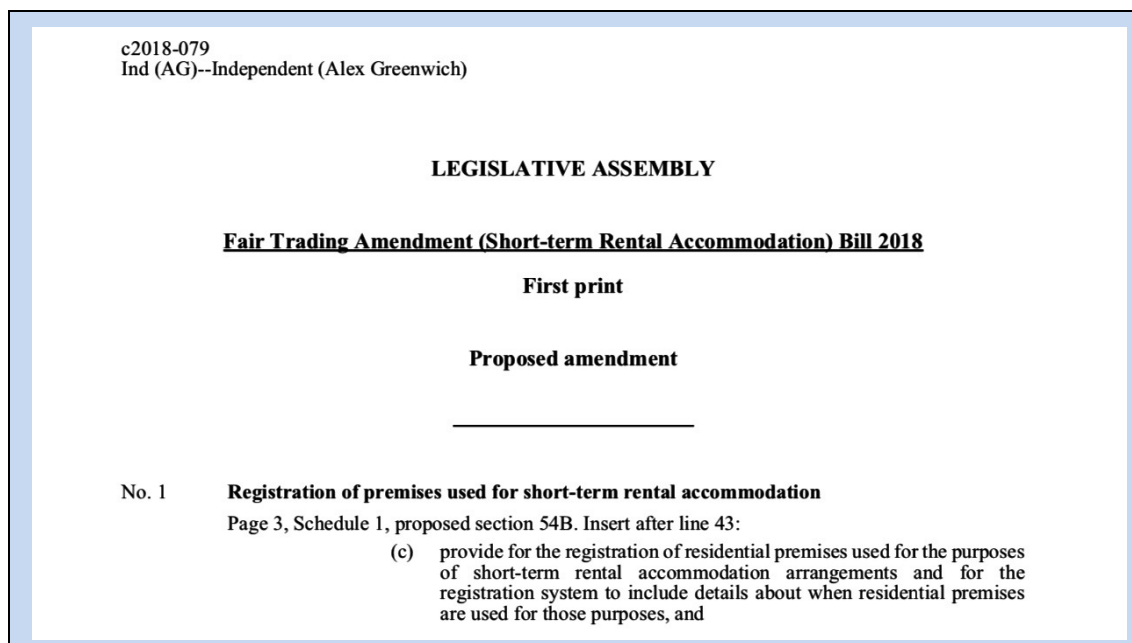 c2018-079
Ind (AG)--Independent (Alex Greenwich)
LEGISLATIVE ASSEMBLY
Fair Trading Amendment (Short-term Rental Accommodation) Bill 2018
First print
Proposed amendment
No. 1 Registration of premises used for short-term rental accommodation
Page 3, Schedule 1, proposed section 54B. Insert after line 43:
(c) provide for the registration of residential premises used for the purposes
of short-term rental accommodation arrangements and for the
registration system to include details about when residential premises
are used for those purposes, and